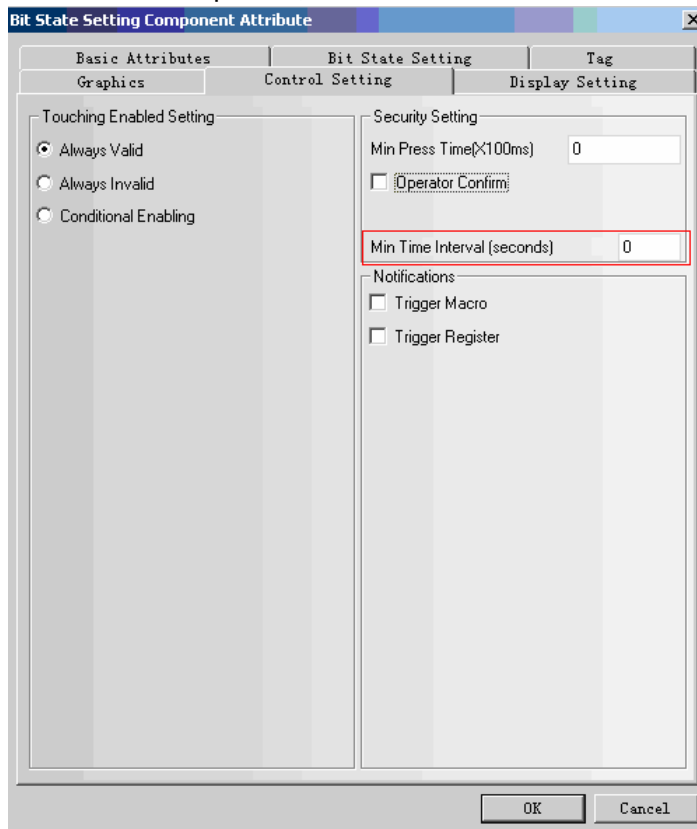 Bit State Setting Component Attribute
Basic Attributes Bit State Setting Tag
Graphics Control Setting Display Setting
Touching Enabled Setting
Always Valid
Always Invalid
Conditional Enabling
Security Setting
Min Press Time(X100ms) 0
Operator Confirm
Min Time Interval (seconds) 0
Notifications
Trigger Macro
Trigger Register
OK Cancel